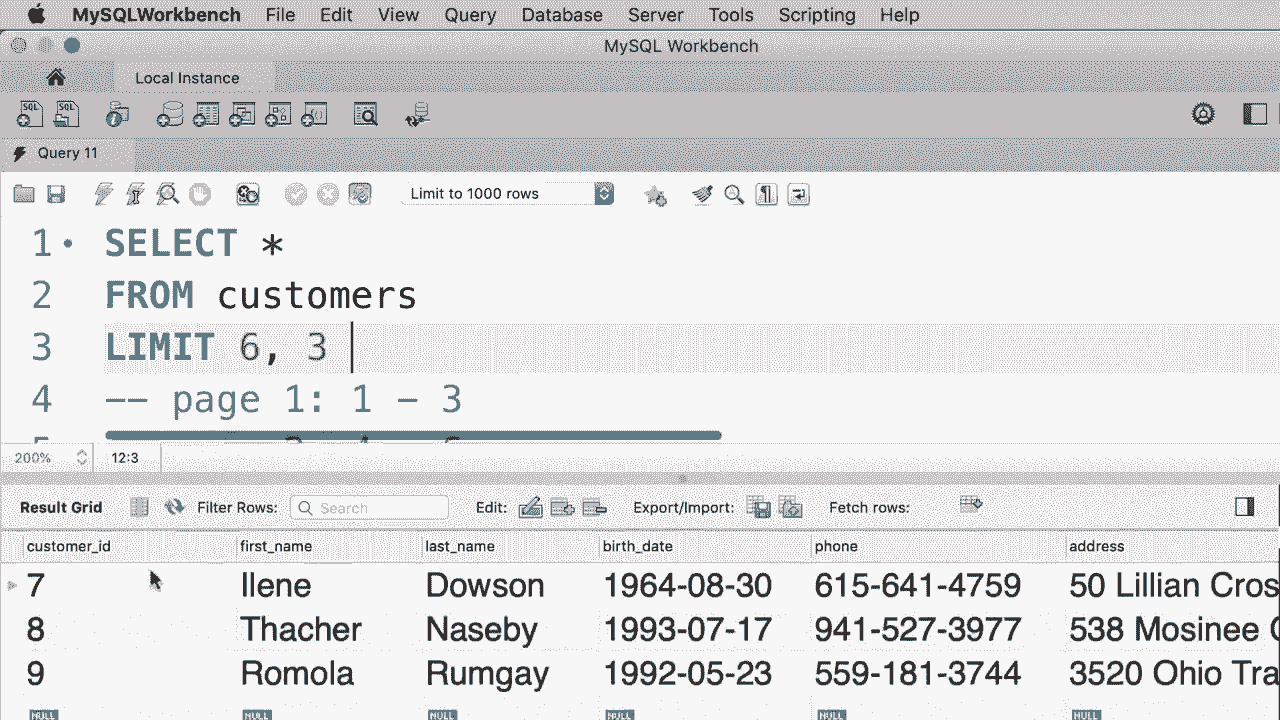 MySQLWorkbench File Edit View Query Database Server Tools Scripting Help
MySQL Workbench
Local Instance
SQL SQL
Query 11
Limit to 1000 rows
1 SELECT *
2 FROM customers
3 LIMIT 6, 3
4 -- page 1: 1 - 3
200% 12:3
Result Grid Filter Rows: Search Edit: Export/Import: Fetch rows:
customer_id first_name last_name birth_date phone address
7 Ilene Dowson 1964-08-30 615-641-4759 50 Lillian Cros
8 Thacher Naseby 1993-07-17 941-527-3977 538 Mosinee
9 Romola Rumgay 1992-05-23 559-181-3744 3520 Ohio Tra
NULL NULL NULL NULL NULL NULL